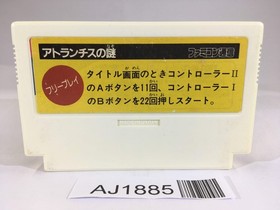 アトランチスの謎
ファミコン通信
フリープレイ
タイトル画面のときコントローラーⅡ
のAボタンを11回、コントローラーⅠ
のBボタンを22回押しスタート。
AJ1885